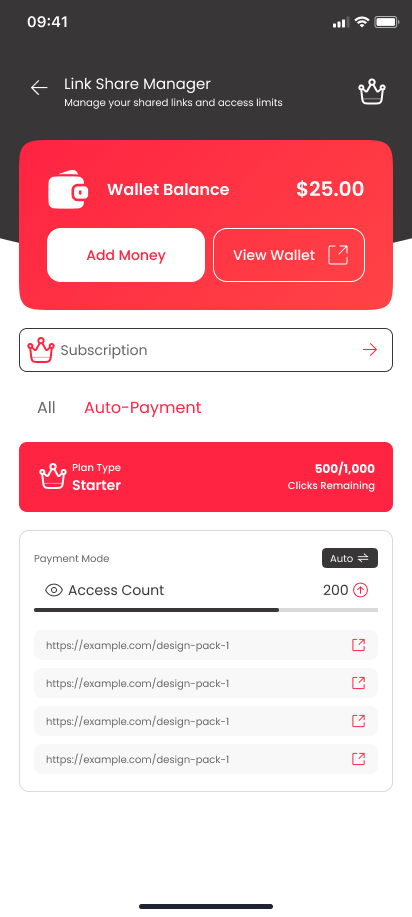 09:41
Link Share Manager
Manage your shared links and access limits
Wallet Balance
$25.00
Add Money
View Wallet
Subscription
All
Auto-Payment
Plan Type
Starter
500/1,000
Clicks Remaining
Payment Mode
Auto
Access Count
200
https://example.com/design-pack-1
https://example.com/design-pack-1
https://example.com/design-pack-1
https://example.com/design-pack-1